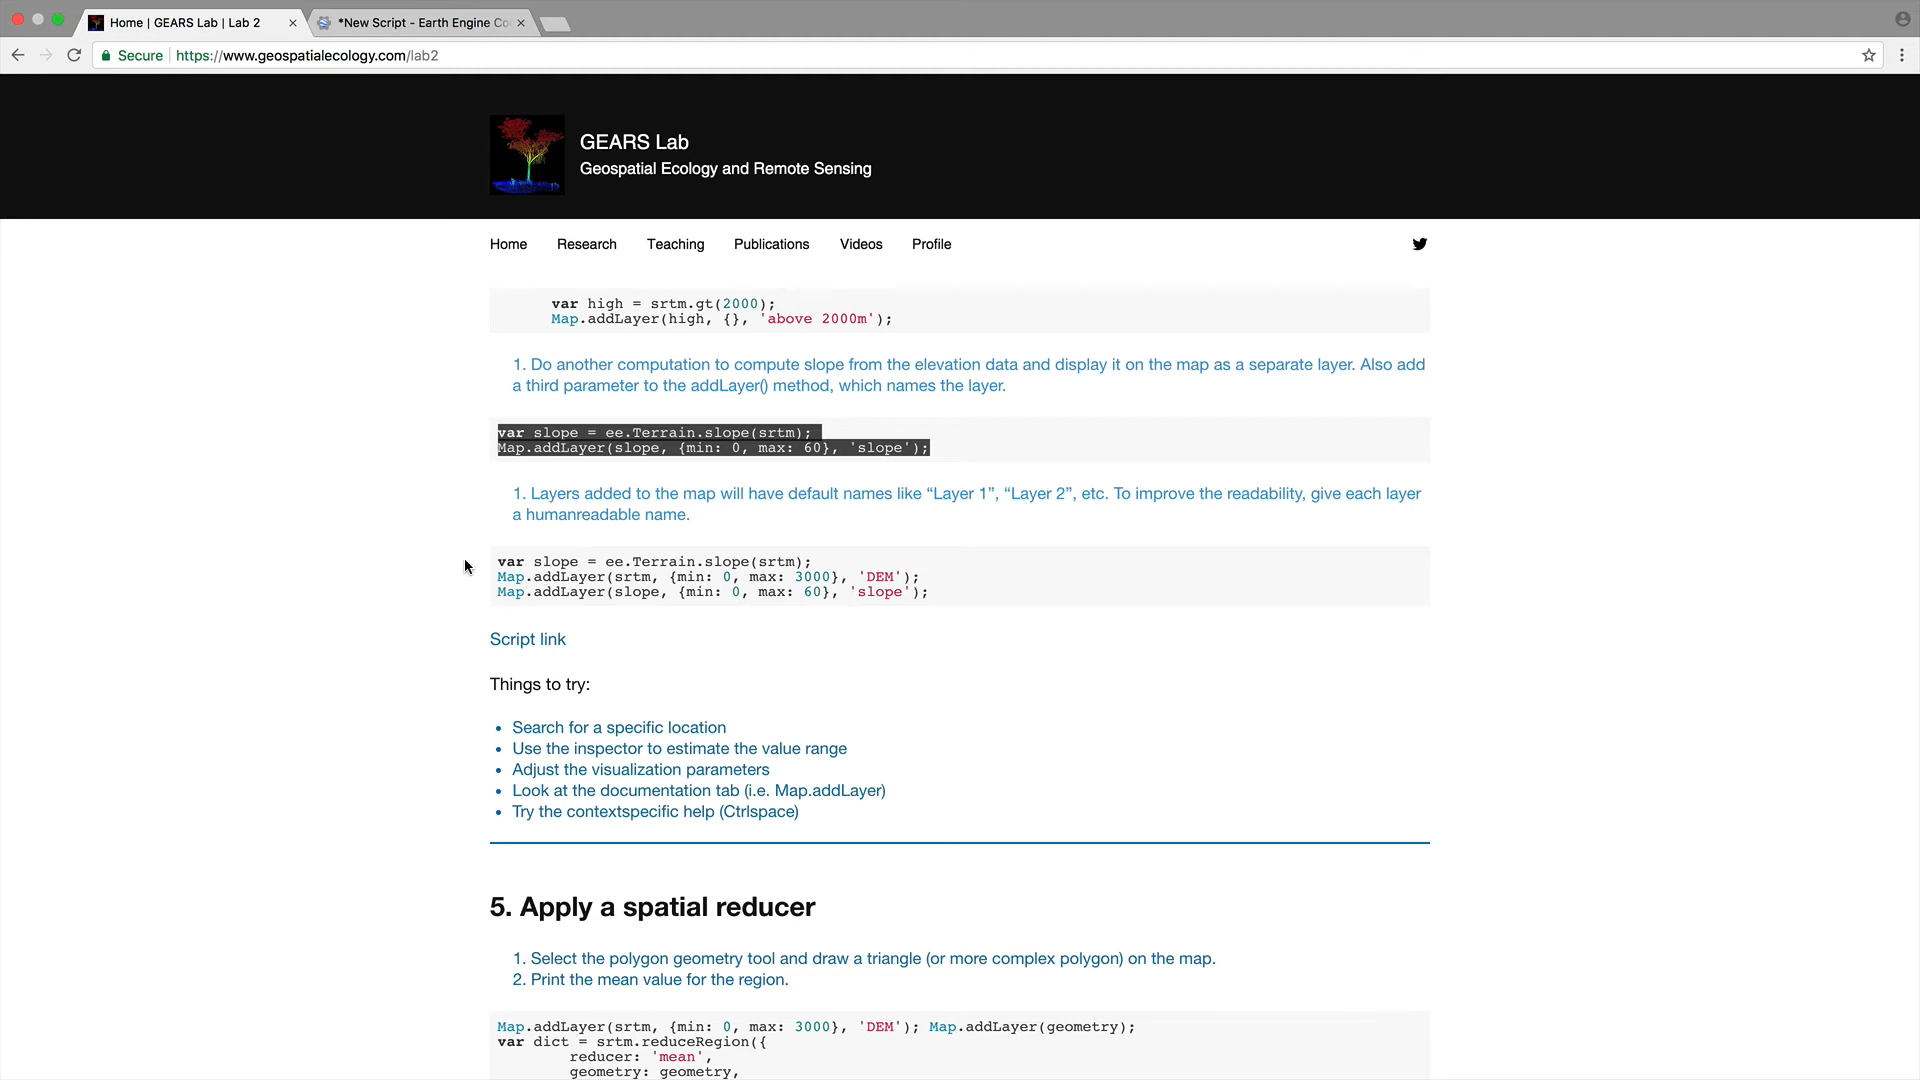 Home | GEARS Lab | Lab 2
*New Script - Earth Engine Co
Secure
https://www.geospatialecology.com/lab2
GEARS Lab
Geospatial Ecology and Remote Sensing
Home
Research
Teaching
Publications
Videos
Profile
var high = srtm.gt(2000);
Map.addLayer(high, {}, 'above 2000m');
1. Do another computation to compute slope from the elevation data and display it on the map as a separate layer. Also add
a third parameter to the addLayer() method, which names the layer.
var slope = ee.Terrain.slope(srtm);
Map.addLayer(slope, {min: 0, max: 60}, 'slope');
1. Layers added to the map will have default names like “Layer 1”, “Layer 2”, etc. To improve the readability, give each layer
a humanreadable name.
var slope = ee.Terrain.slope(srtm);
Map.addLayer(srtm, {min: 0, max: 3000}, 'DEM');
Map.addLayer(slope, {min: 0, max: 60}, 'slope');
Script link
Things to try:
• Search for a specific location
• Use the inspector to estimate the value range
• Adjust the visualization parameters
• Look at the documentation tab (i.e. Map.addLayer)
• Try the contextspecific help (Ctrlspace)
5. Apply a spatial reducer
1. Select the polygon geometry tool and draw a triangle (or more complex polygon) on the map.
2. Print the mean value for the region.
Map.addLayer(srtm, {min: 0, max: 3000}, 'DEM'); Map.addLayer(geometry);
var dict = srtm.reduceRegion({
reducer: 'mean',
geometry: geometry,